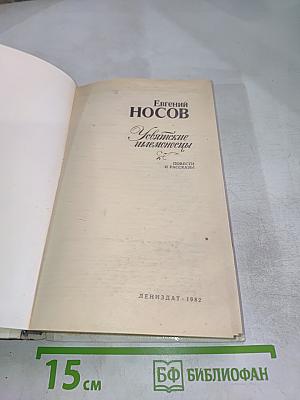 Евгений
НОСОВ
Усвятские
шлемоносцы
ПОВЕСТИ
И РАССКАЗЫ
ЛЕНИЗДАТ · 1982
15 см
БФ БИБЛИОФАН